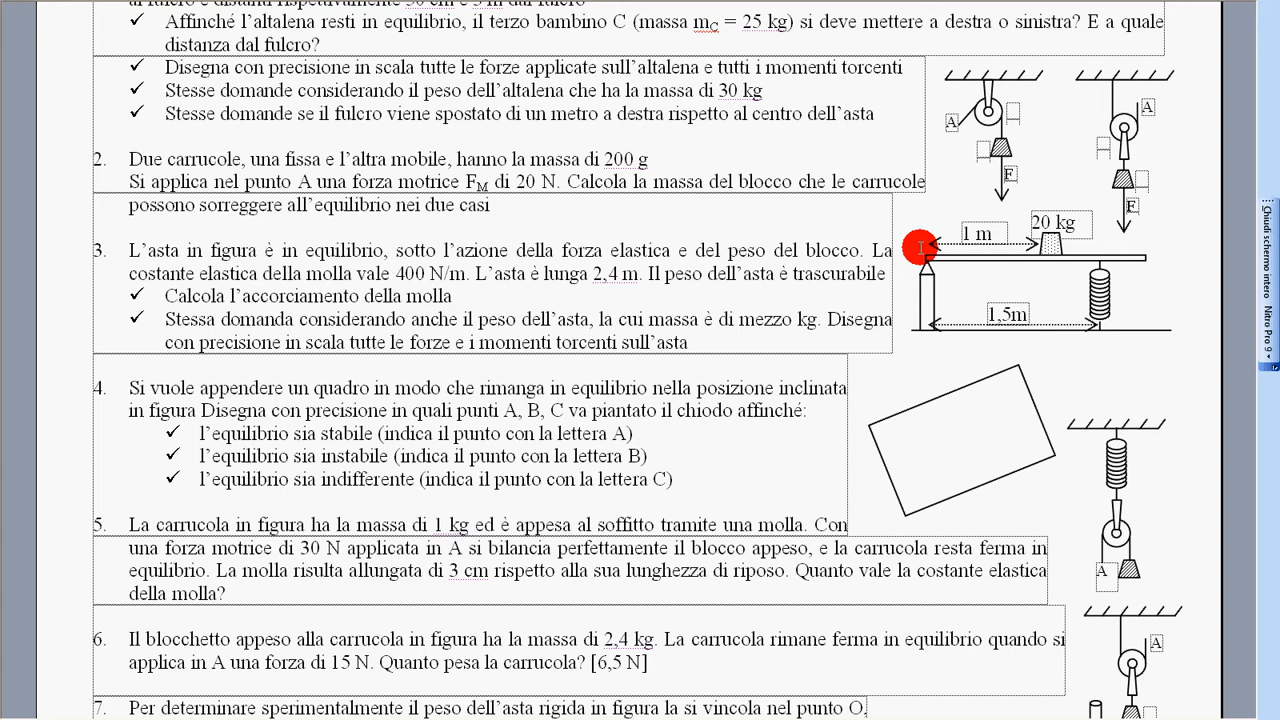 ✓ Affinché l'altalena resti in equilibrio, il terzo bambino C (massa mC = 25 kg) si deve mettere a destra o sinistra? E a quale
distanza dal fulcro?
✓ Disegna con precisione in scala tutte le forze applicate sull'altalena e tutti i momenti torcenti
✓ Stesse domande considerando il peso dell'altalena che ha la massa di 30 kg
✓ Stesse domande se il fulcro viene spostato di un metro a destra rispetto al centro dell'asta
A
F
A
F
2. Due carrucole, una fissa e l'altra mobile, hanno la massa di 200 g
Si applica nel punto A una forza motrice FM di 20 N. Calcola la massa del blocco che le carrucole
possono sorreggere all'equilibrio nei due casi
3. L'asta in figura è in equilibrio, sotto l'azione della forza elastica e del peso del blocco. La
costante elastica della molla vale 400 N/m. L'asta è lunga 2,4 m. Il peso dell'asta è trascurabile
✓ Calcola l'accorciamento della molla
✓ Stessa domanda considerando anche il peso dell'asta, la cui massa è di mezzo kg. Disegna
con precisione in scala tutte le forze e i momenti torcenti sull'asta
1 m
20 kg
1,5m
4. Si vuole appendere un quadro in modo che rimanga in equilibrio nella posizione inclinata
in figura Disegna con precisione in quali punti A, B, C va piantato il chiodo affinché:
✓ l'equilibrio sia stabile (indica il punto con la lettera A)
✓ l'equilibrio sia instabile (indica il punto con la lettera B)
✓ l'equilibrio sia indifferente (indica il punto con la lettera C)
5. La carrucola in figura ha la massa di 1 kg ed è appesa al soffitto tramite una molla. Con
una forza motrice di 30 N applicata in A si bilancia perfettamente il blocco appeso, e la carrucola resta ferma in
equilibrio. La molla risulta allungata di 3 cm rispetto alla sua lunghezza di riposo. Quanto vale la costante elastica
della molla?
A
6. Il blocchetto appeso alla carrucola in figura ha la massa di 2,4 kg. La carrucola rimane ferma in equilibrio quando si
applica in A una forza di 15 N. Quanto pesa la carrucola? [6,5 N]
A
7. Per determinare sperimentalmente il peso dell'asta rigida in figura la si vincola nel punto O,
Chiudi schermo intero
Nitro Pro 9